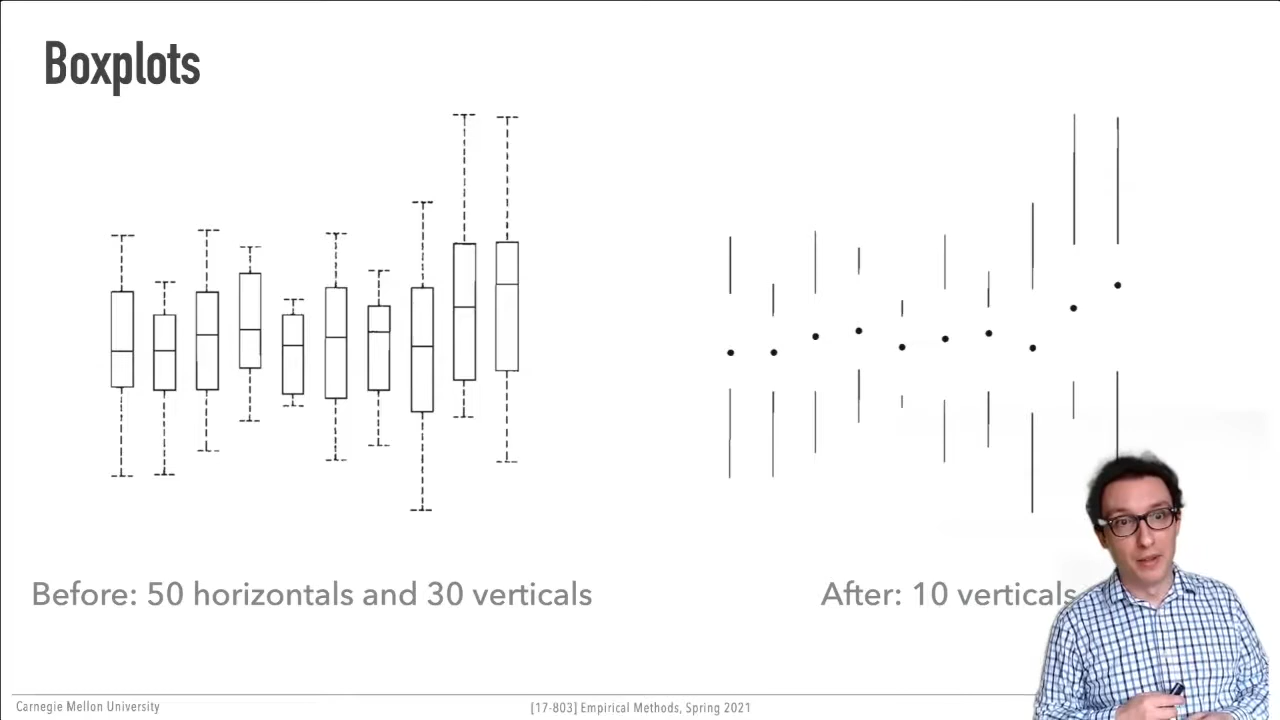 Boxplots
Before: 50 horizontals and 30 verticals
After: 10 verticals
Carnegie Mellon University
[17-803] Empirical Methods, Spring 2021